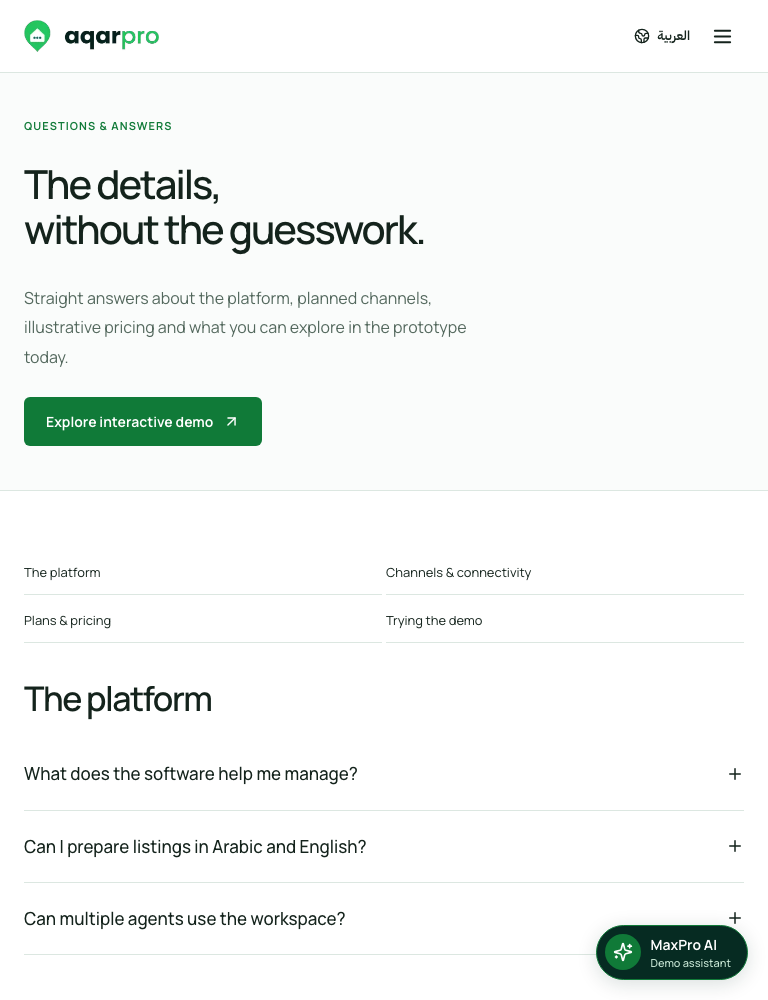 aqarpro
العربية
QUESTIONS & ANSWERS
The details,
without the guesswork.
Straight answers about the platform, planned channels,
illustrative pricing and what you can explore in the prototype
today.
Explore interactive demo
The platform
Channels & connectivity
Plans & pricing
Trying the demo
The platform
What does the software help me manage?
Can I prepare listings in Arabic and English?
Can multiple agents use the workspace?
MaxPro AI
Demo assistant